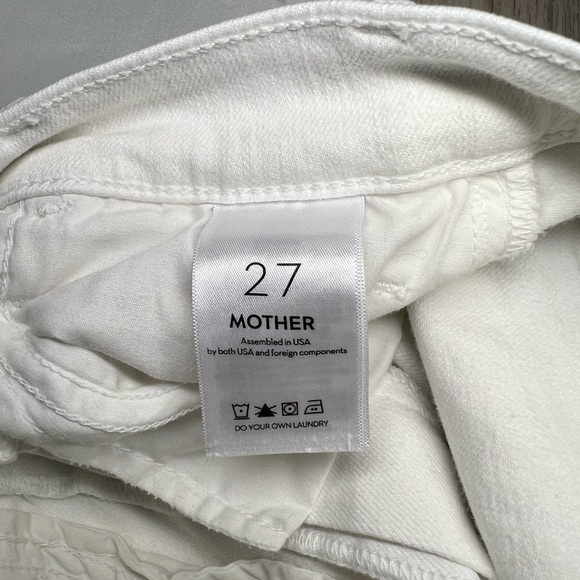 27
MOTHER
Assembled in USA
by both USA and foreign components
DO YOUR OWN LAUNDRY